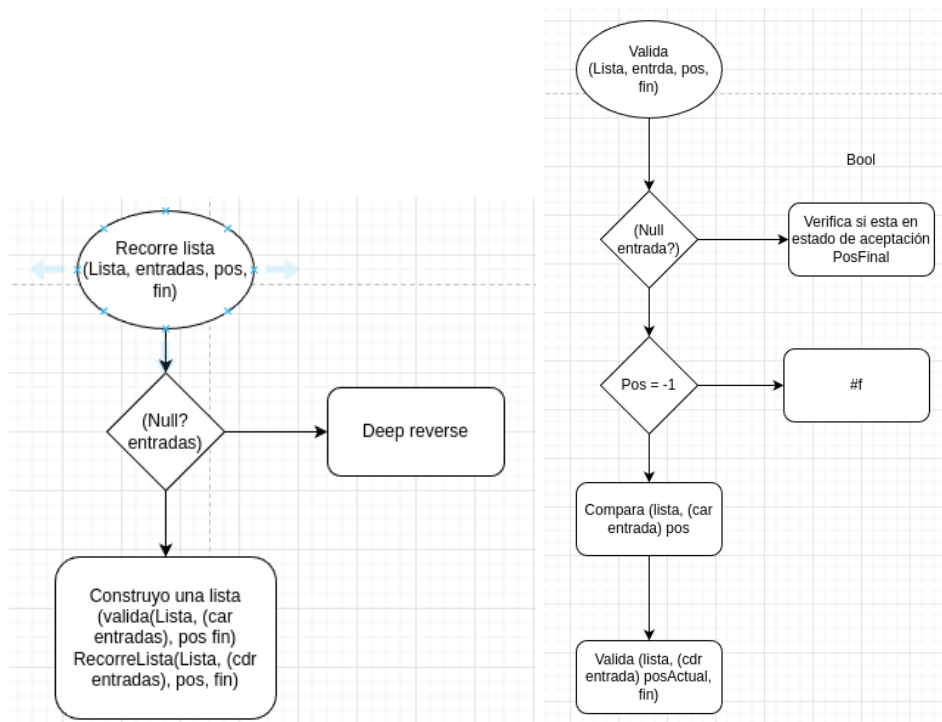 Recorre lista
(Lista, entradas, pos,
fin)
(Null?
entradas)
Deep reverse
Construyo una lista
(valida(Lista, (car
entradas), pos fin)
RecorreLista(Lista, (cdr
entradas), pos, fin)
Valida
(Lista, entrda, pos,
fin)
Bool
(Null
entrada?)
Verifica si esta en
estado de aceptación
PosFinal
Pos = -1
#f
Compara (lista, (car
entrada) pos
Valida (lista, (cdr
entrada) posActual,
fin)